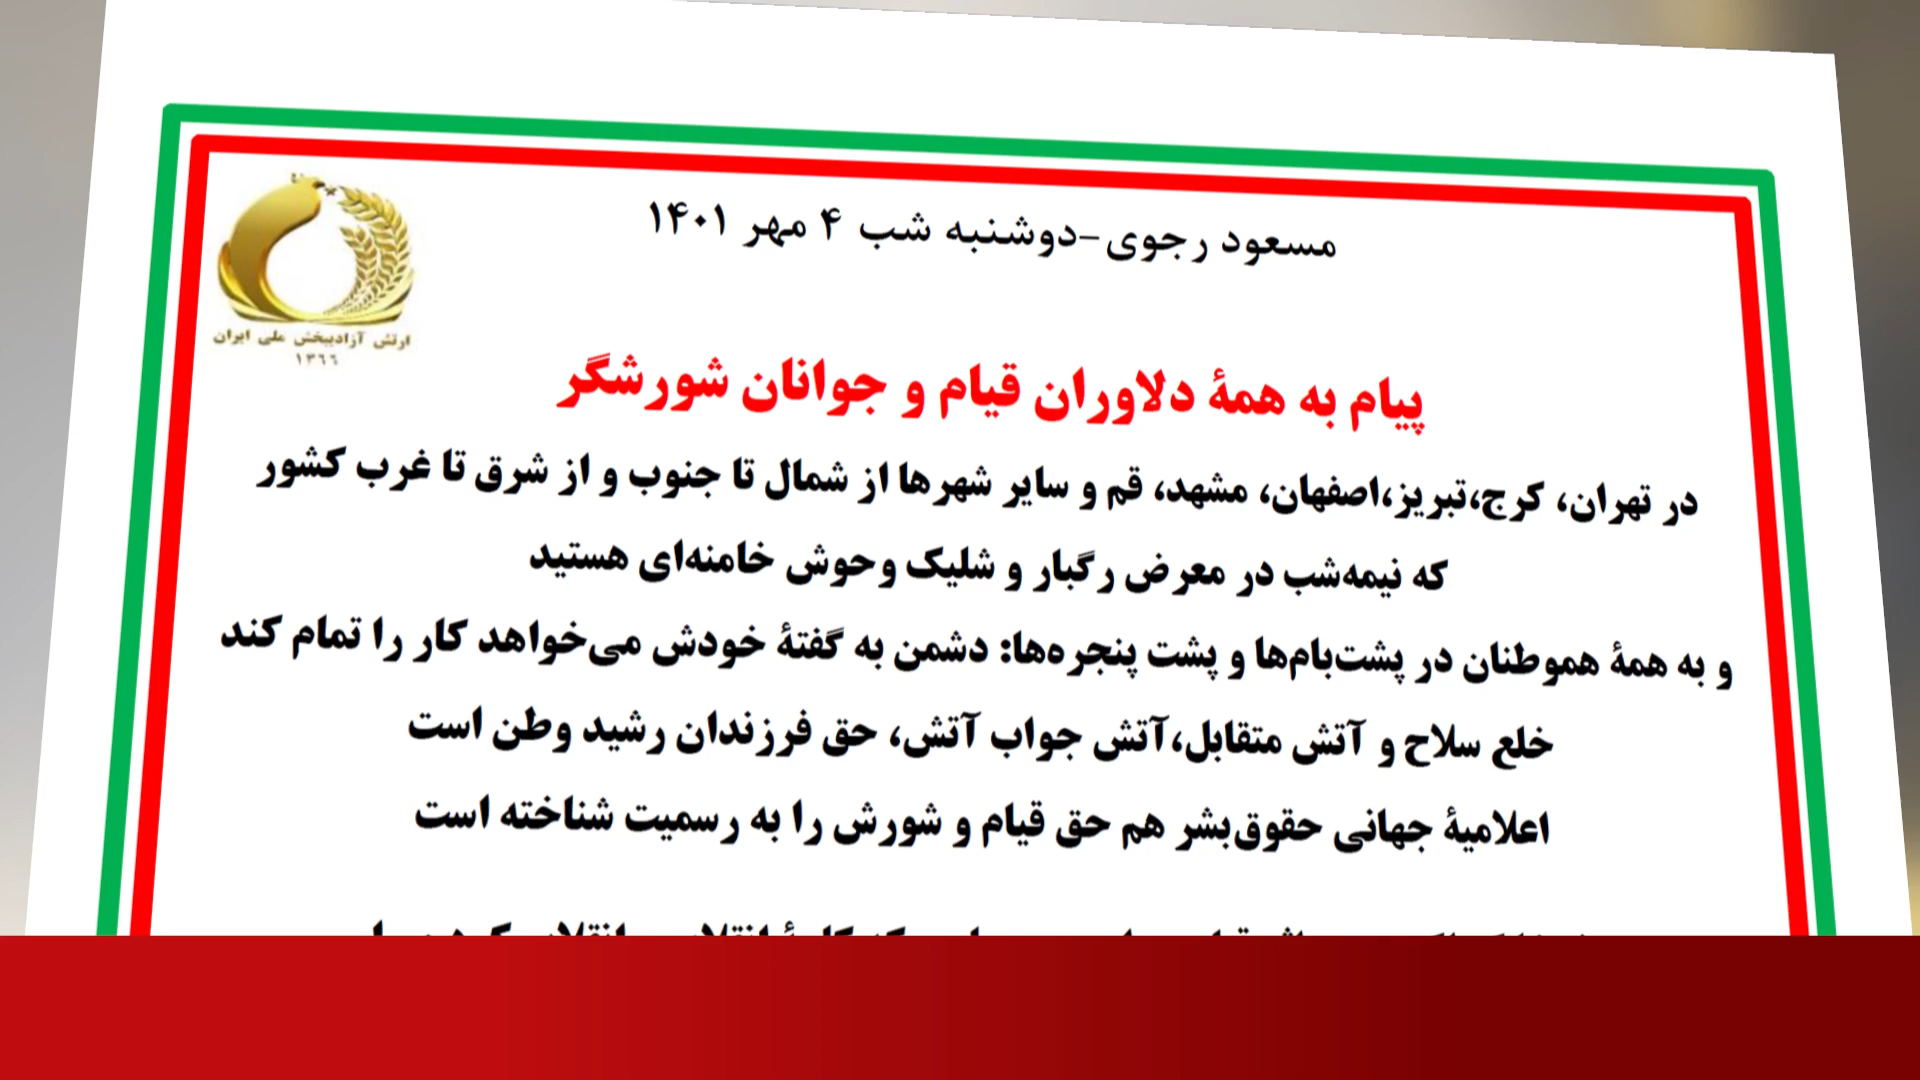 مسعود رجوی-دوشنبه شب ۴ مهر ۱۴۰۱
ارتش آزادیبخش ملی ایران
۱۳٦٦
پیام به همهٔ دلاوران قیام و جوانان شورشگر
در تهران، کرج،تبریز،اصفهان، مشهد، قم و سایر شهرها از شمال تا جنوب و از شرق تا غرب کشور
که نیمه‌شب در معرض رگبار و شلیک وحوش خامنه‌ای هستید
و به همهٔ هموطنان در پشت‌بام‌ها و پشت پنجره‌ها: دشمن به گفتهٔ خودش می‌خواهد کار را تمام کند
خلع سلاح و آتش متقابل،آتش جواب آتش، حق فرزندان رشید وطن است
اعلامیهٔ جهانی حقوق‌بشر هم حق قیام و شورش را به رسمیت شناخته است